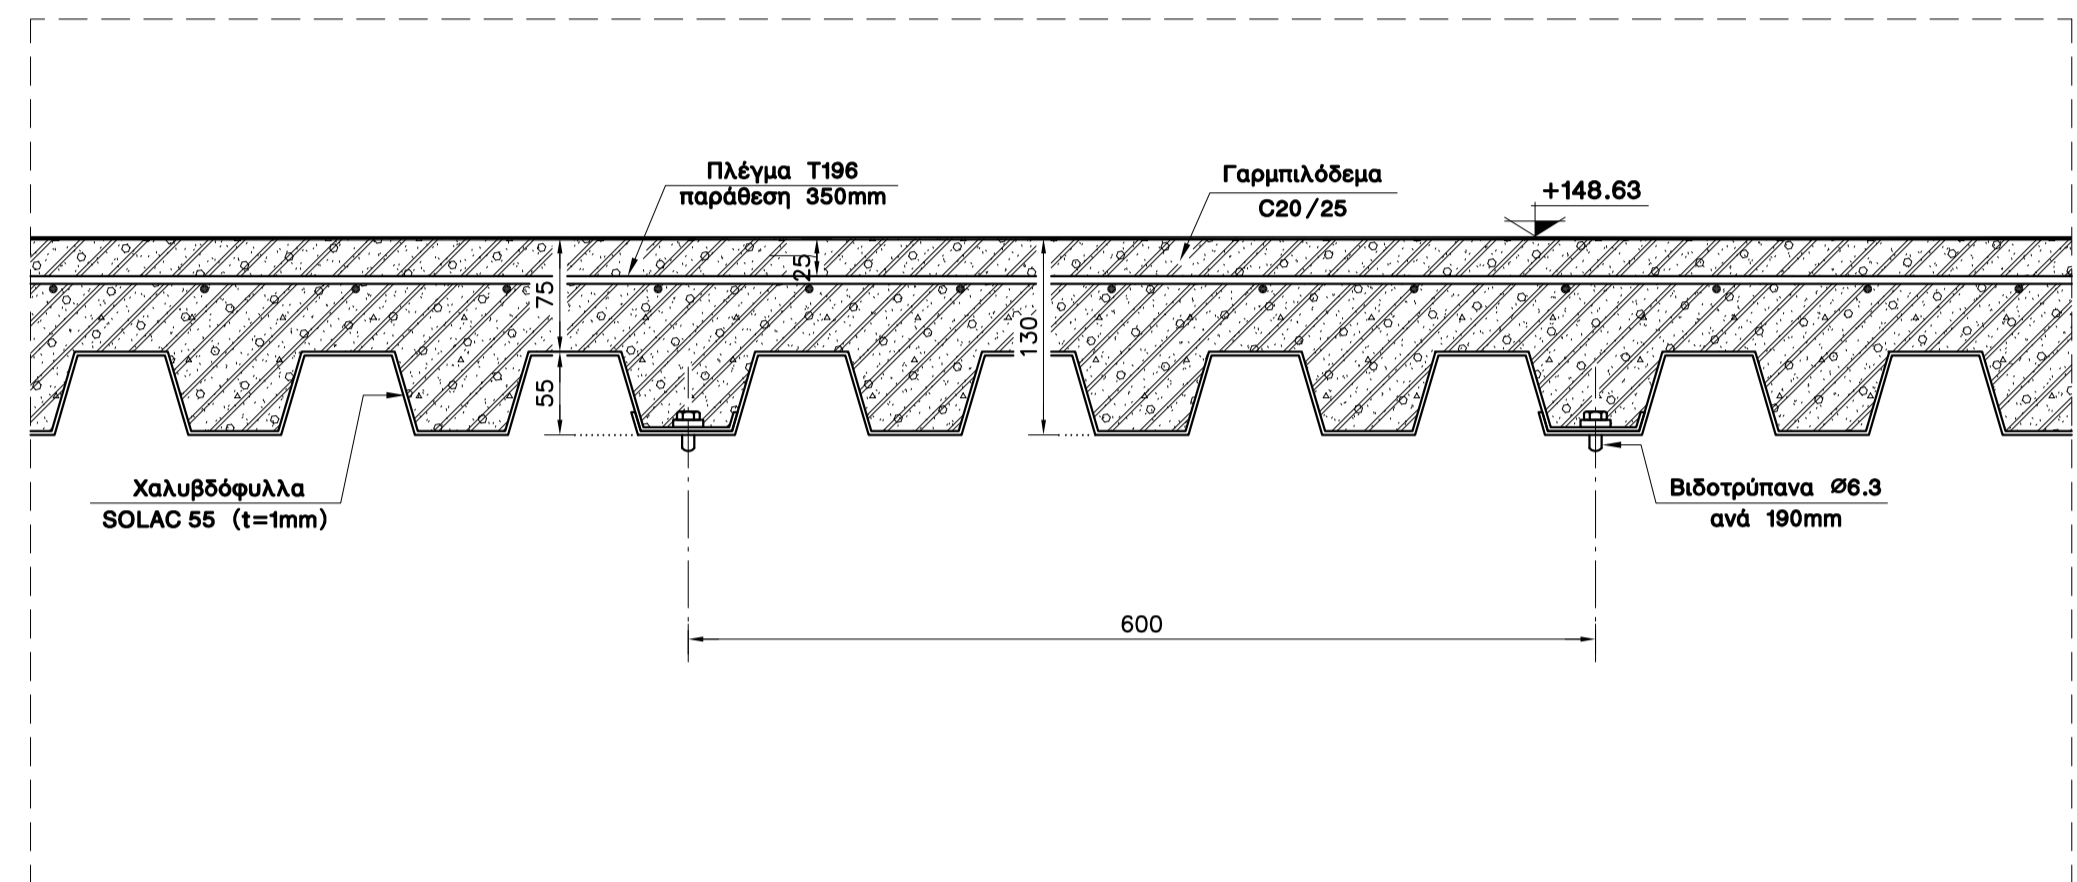 Πλέγμα T196
παράθεση 350mm
Γαρμπιλόδεμα
C20/25
+148.63
25
75
130
55
Χαλυβδόφυλλα
SOLAC 55 (t=1mm)
Βιδοτρύπανα Ø6.3
ανά 190mm
600